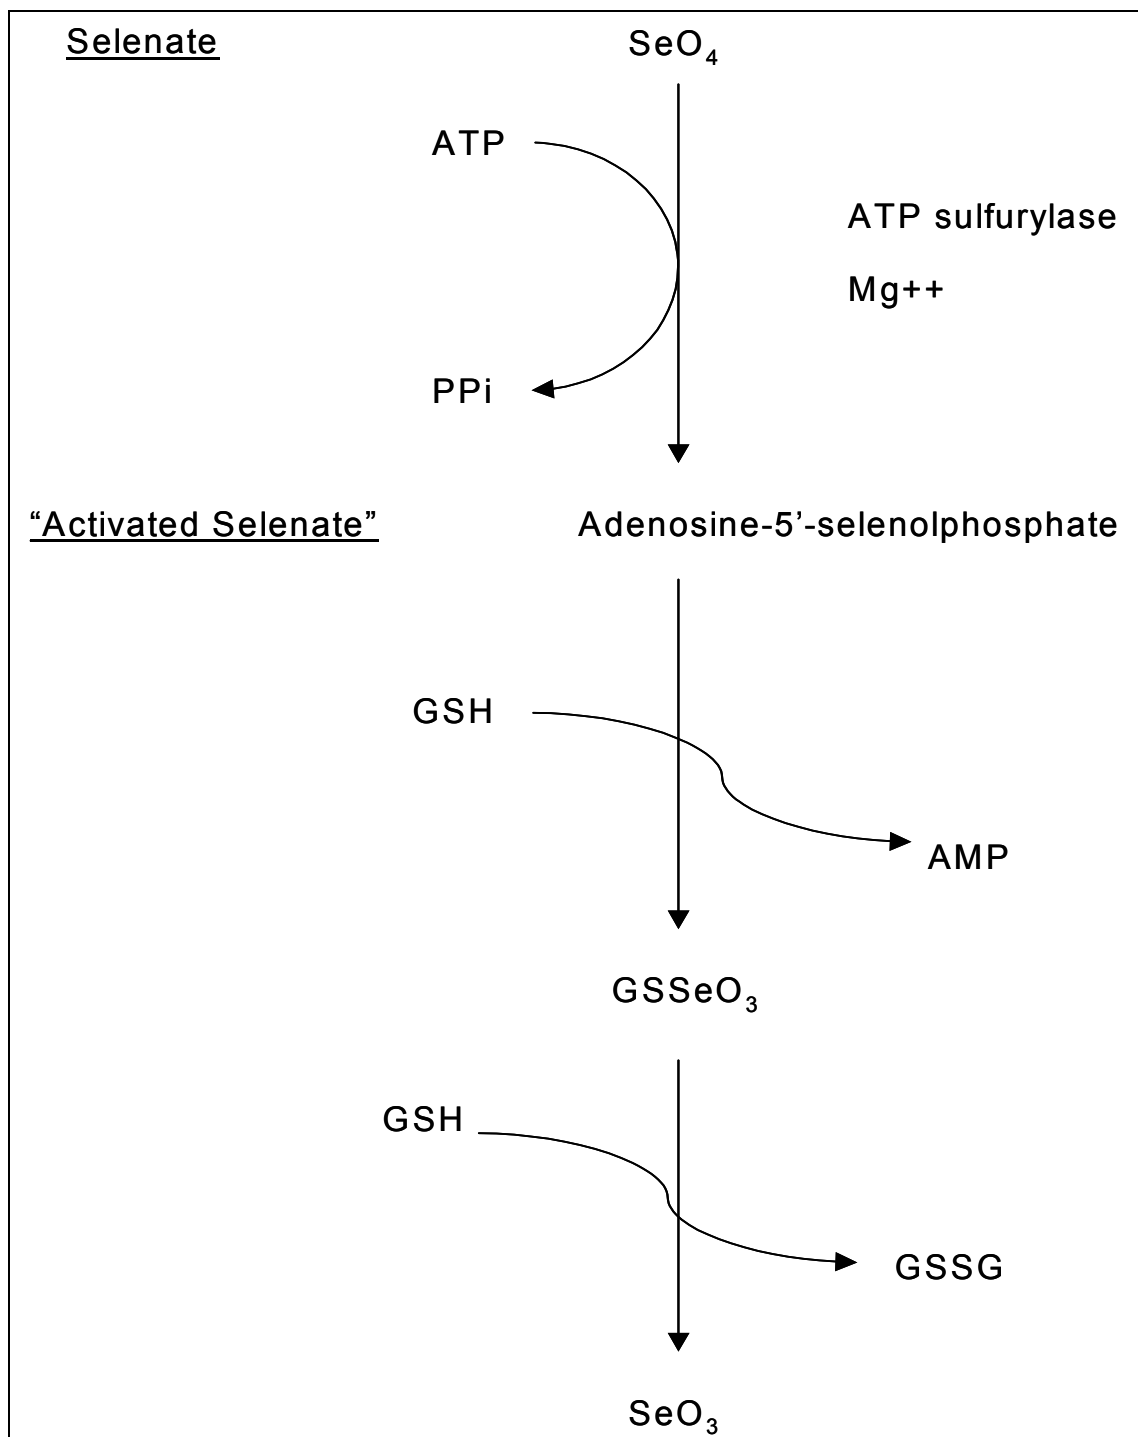 Selenate
SeO₄
ATP
ATP sulfurylase
Mg++
PPi
“Activated Selenate”
Adenosine-5’-selenolphosphate
GSH
AMP
GSSeO₃
GSH
GSSG
SeO₃